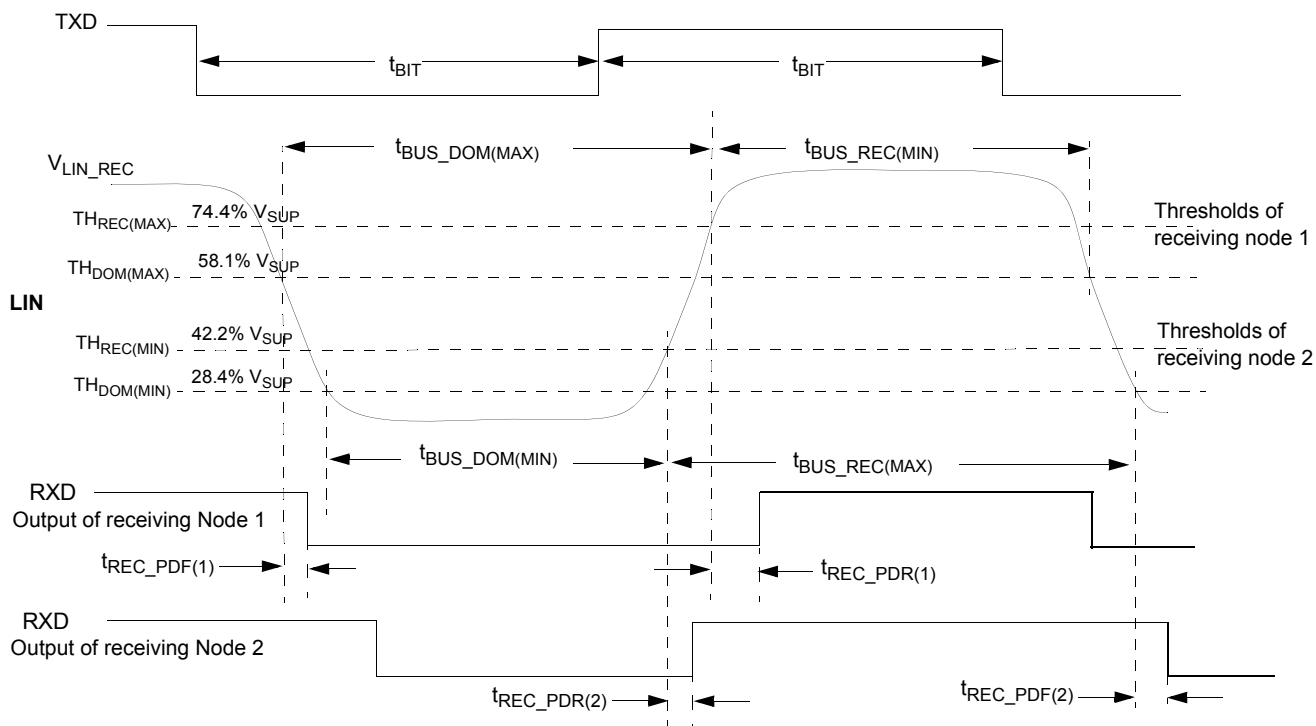 TXD
tBIT
tBIT
tBUS_DOM(MAX)
tBUS_REC(MIN)
VLIN_REC
THREC(MAX) 74.4% VSUP
Thresholds of
receiving node 1
THDOM(MAX) 58.1% VSUP
LIN
THREC(MIN) 42.2% VSUP
Thresholds of
receiving node 2
THDOM(MIN) 28.4% VSUP
tBUS_DOM(MIN)
tBUS_REC(MAX)
RXD
Output of receiving Node 1
tREC_PDF(1)
tREC_PDR(1)
RXD
Output of receiving Node 2
tREC_PDR(2)
tREC_PDF(2)